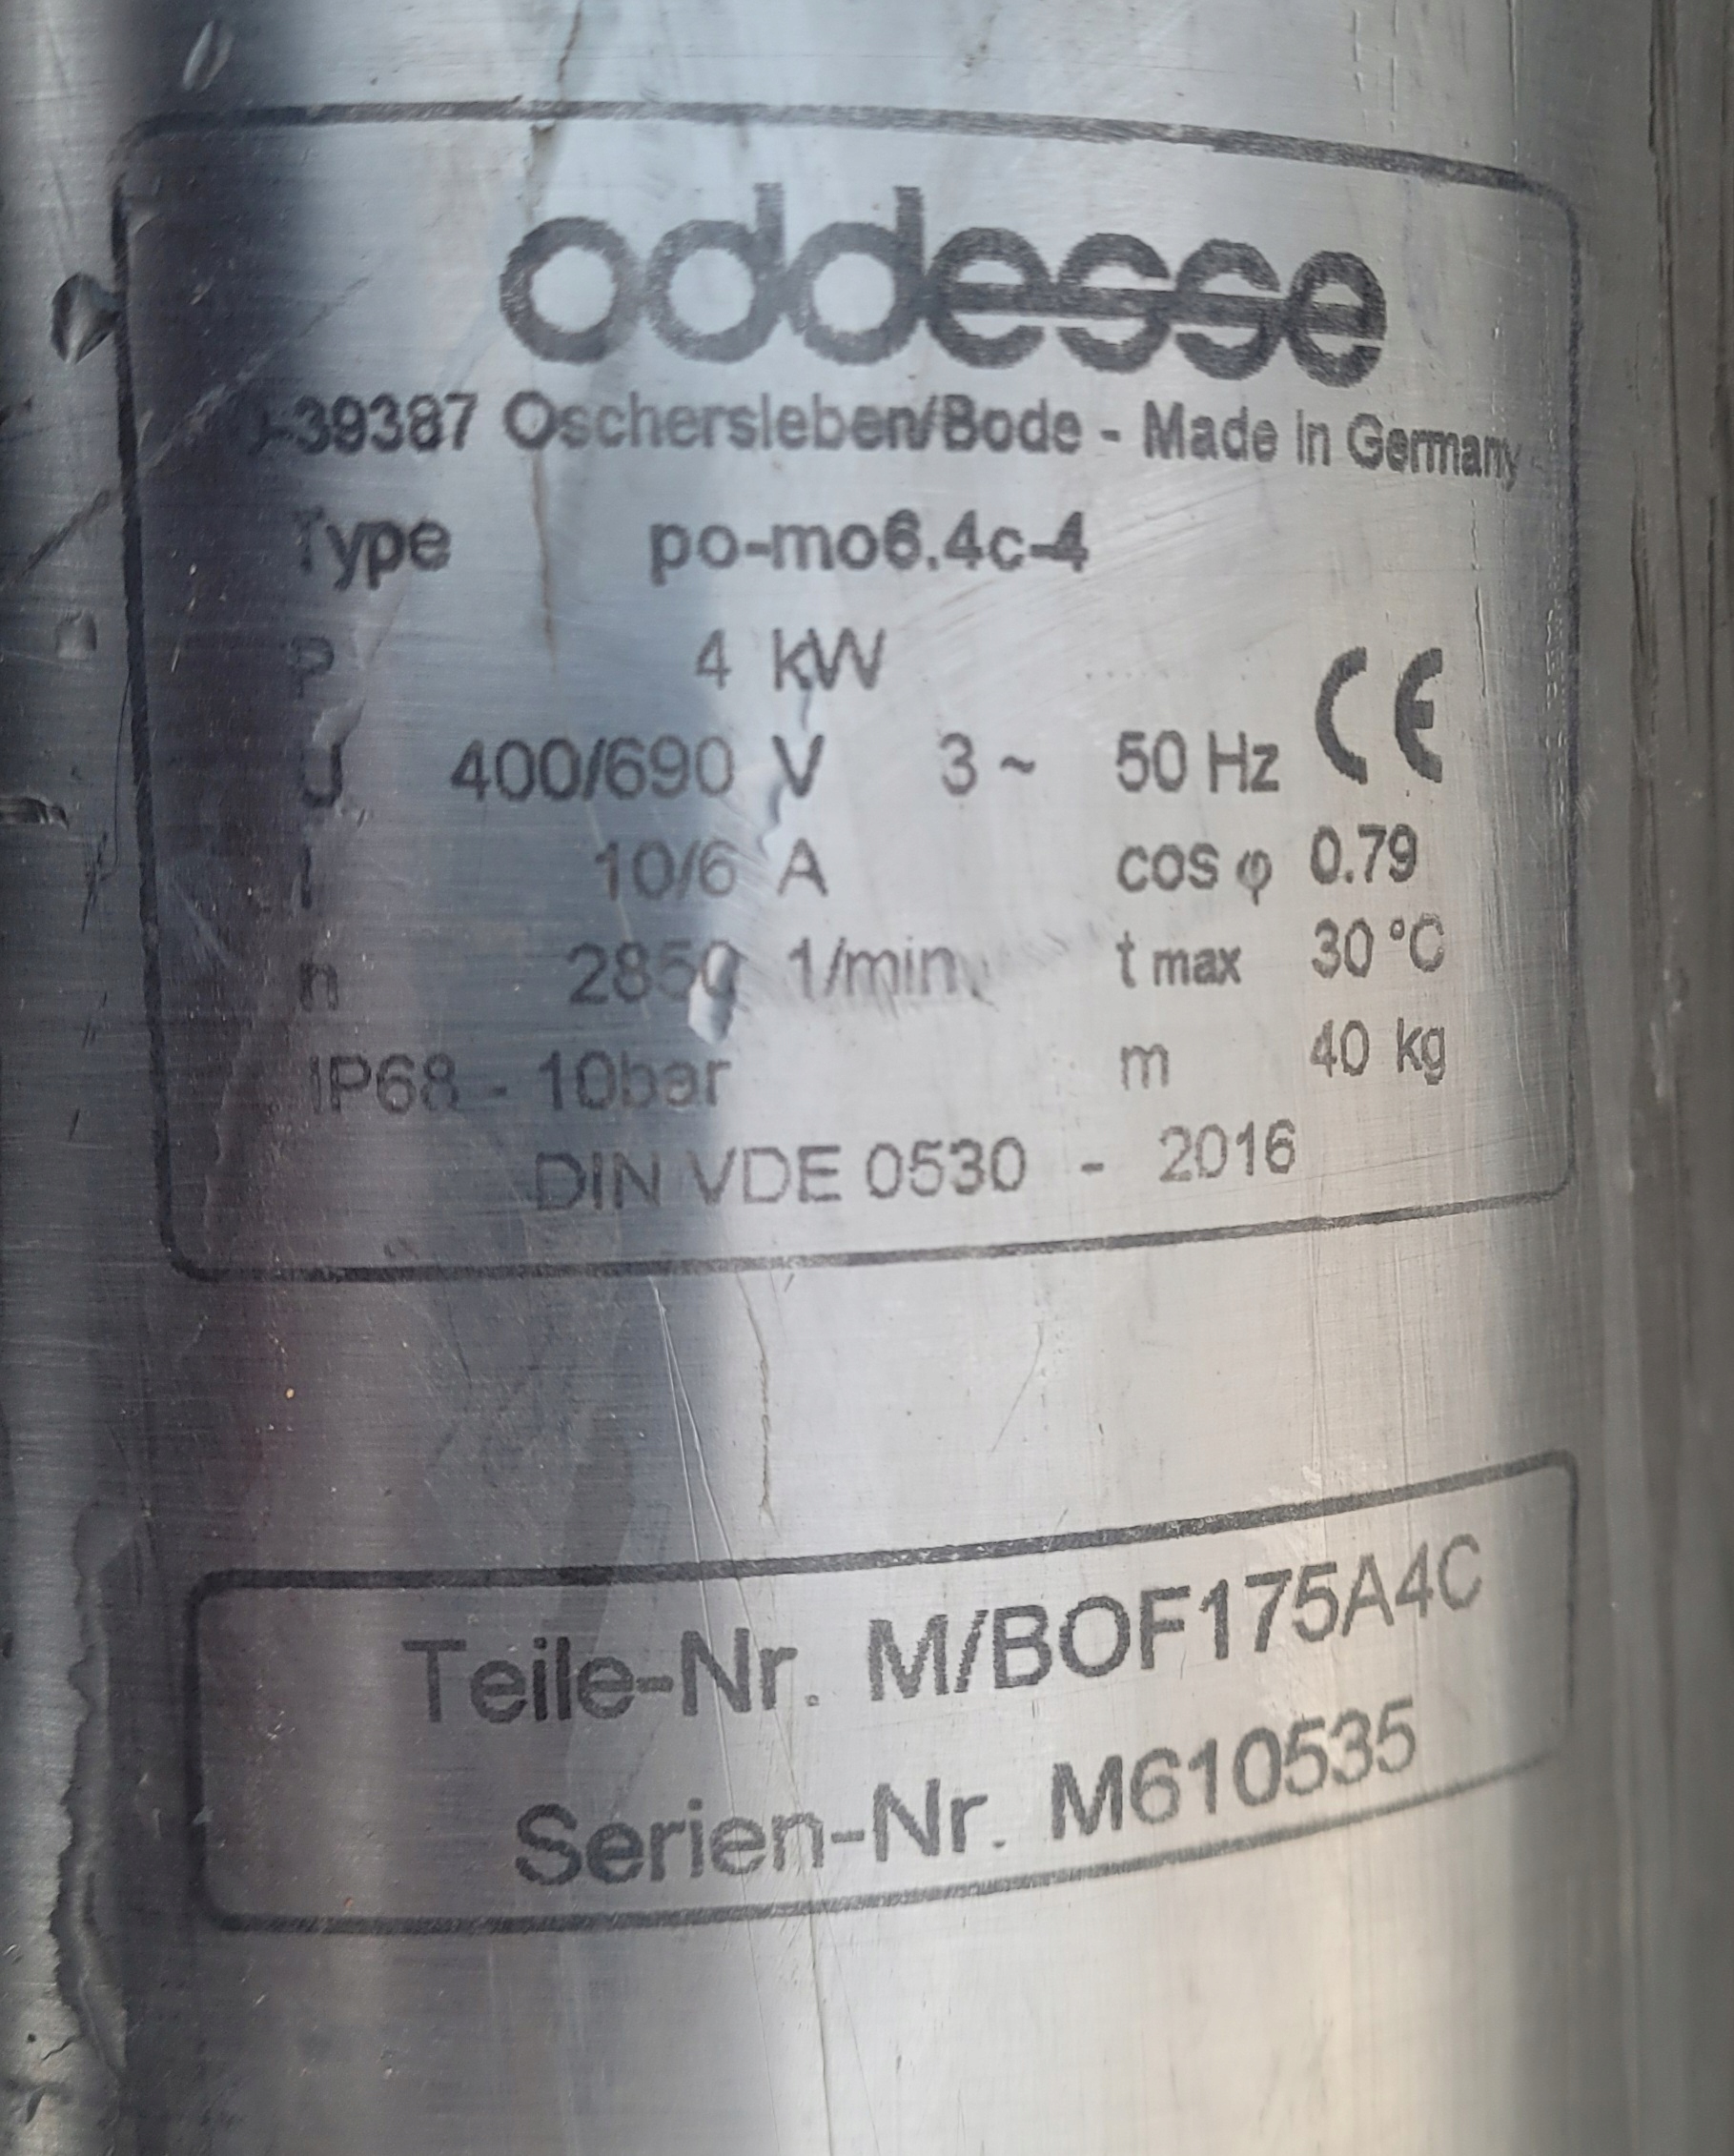 oddesse
D-39387 Oschersleben/Bode - Made in Germany
Type po-mo6.4c-4
P 4 kW
U 400/690 V 3 ~ 50 Hz CE
I 10/6 A cos φ 0.79
n 2850 1/min t max 30 °C
IP68 - 10bar m 40 kg
DIN VDE 0530 - 2016
Teile-Nr. M/BOF175A4C
Serien-Nr. M610535